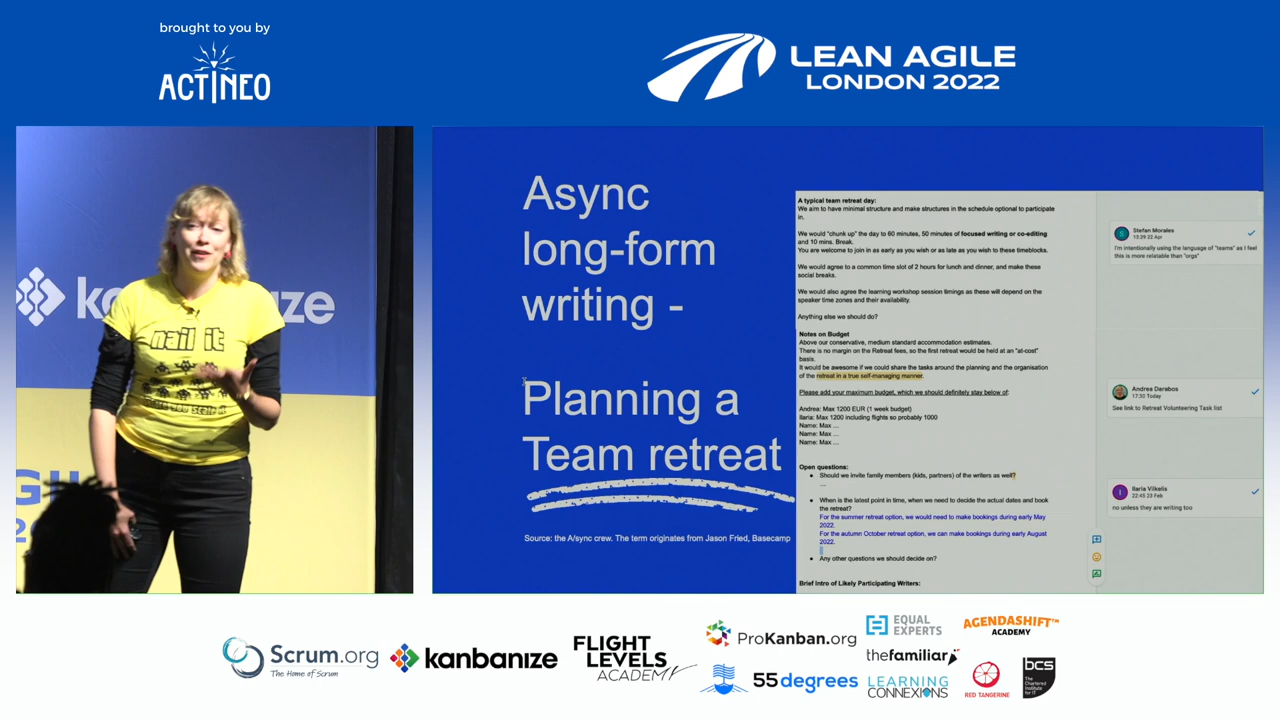 brought to you by
ACTINEO
LEAN AGILE
LONDON 2022
kanbanize
nail it
Async
long-form
writing -
Planning a
Team retreat
Source: the A/sync crew. The term originates from Jason Fried, Basecamp
A typical team retreat day:
We aim to have minimal structure and make structures in the schedule optional to participate
in.
We would "chunk up" the day to 60 minutes, 50 minutes of focused writing or co-editing
and 10 mins. Break.
You are welcome to join in as early as you wish or as late as you wish to these timeblocks.
We would agree to a common time slot of 2 hours for lunch and dinner, and make these
social breaks.
We would also agree the learning workshop session timings as these will depend on the
speaker time zones and their availability.
Anything else we should do?
Notes on Budget
Above our conservative, medium standard accommodation estimates.
There is no margin on the Retreat fees, so the first retreat would be held at an "at-cost"
basis.
It would be awesome if we could share the tasks around the planning and the organisation
of the retreat in a true self-managing manner.
Please add your maximum budget, which we should definitely stay below of:
Andrea: Max 1200 EUR (1 week budget)
Ilaria: Max 1200 including flights so probably 1000
Name: Max ...
Name: Max ...
Name: Max ...
Open questions:
● Should we invite family members (kids, partners) of the writers as well?
...
● When is the latest point in time, when we need to decide the actual dates and book
the retreat?
For the summer retreat option, we would need to make bookings during early May
2022.
For the autumn October retreat option, we can make bookings during early August
2022.
● Any other questions we should decide on?
Brief Intro of Likely Participating Writers:
S
Stefan Morales
13:39 22 Apr
I'm intentionally using the language of "teams" as I feel
this is more relatable than "orgs"
Andrea Darabos
17:30 Today
See link to Retreat Volunteering Task list
I
Ilaria Vilkelis
22:45 23 Feb
no unless they are writing too
Scrum.org
The Home of Scrum
kanbanize
FLIGHT
LEVELS
ACADEMY
ProKanban.org
55degrees
EQUAL
EXPERTS
thefamiliar
LEARNING
CONNEXIONS
AGENDASHIFT™
ACADEMY
RED TANGERINE
bcs
The
Chartered
Institute
for IT